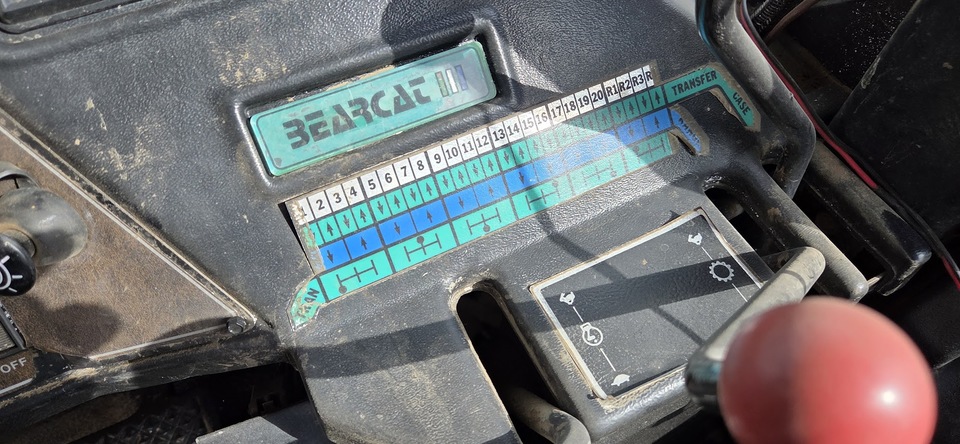 BEARCAT III
2 3 4 5 6 7 8 9 10 11 12 13 14 15 16 17 18 19 20 R1 R2 R3 R
TRANSFER CASE
OFF